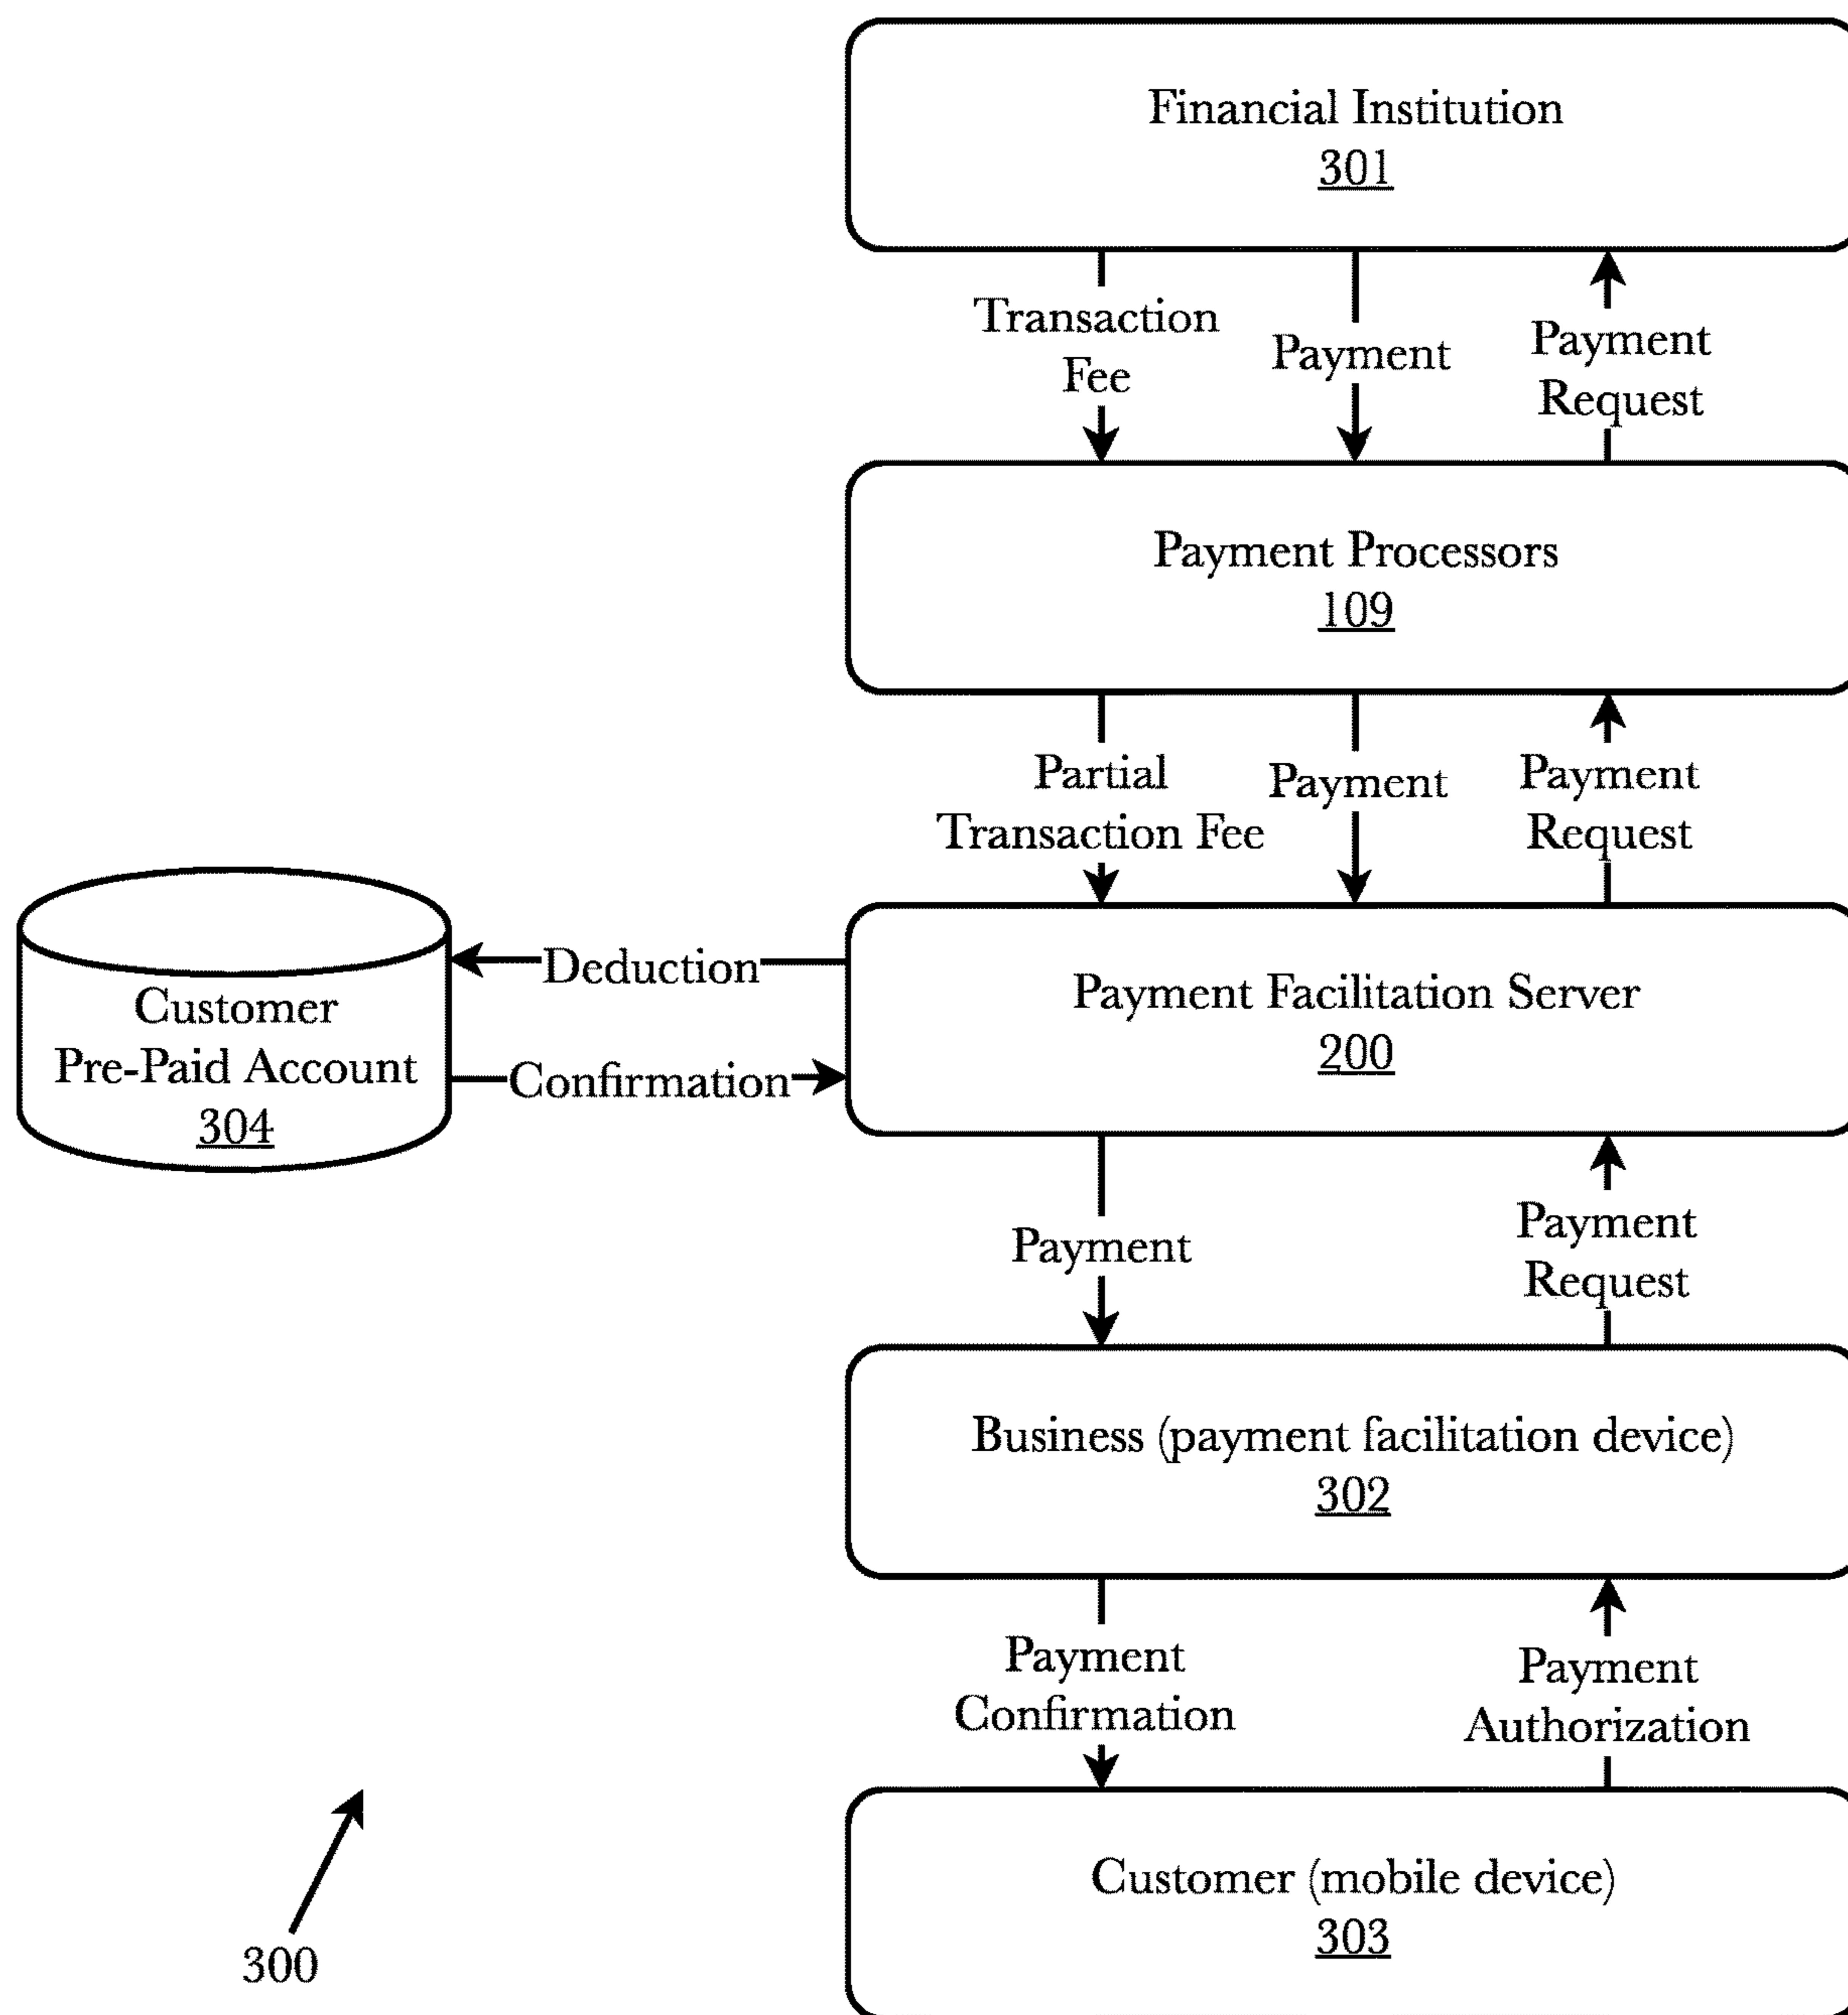 Financial Institution
301
Transaction
Fee
Payment
Payment
Request
Payment Processors
109
Partial
Transaction Fee
Payment
Payment
Request
Deduction
Customer
Pre-Paid Account
304
Confirmation
Payment Facilitation Server
200
Payment
Payment
Request
Business (payment facilitation device)
302
Payment
Confirmation
Payment
Authorization
Customer (mobile device)
303
300